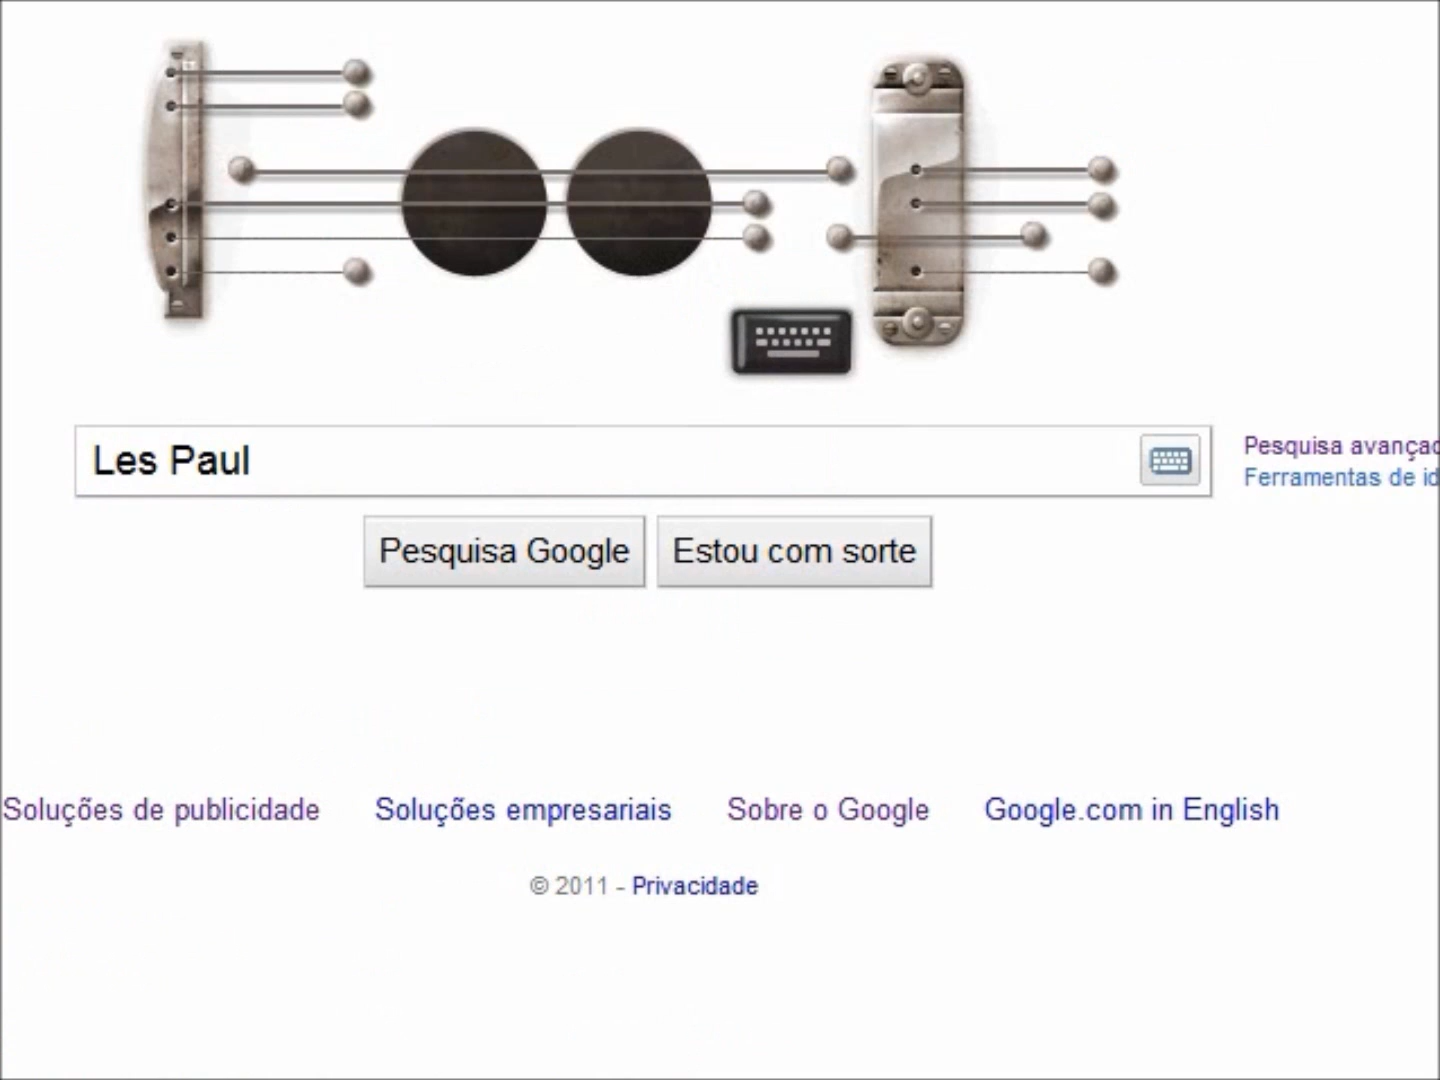 Les Paul
Pesquisa avançad
Ferramentas de id
Pesquisa Google
Estou com sorte
Soluções de publicidade
Soluções empresariais
Sobre o Google
Google.com in English
© 2011 - Privacidade